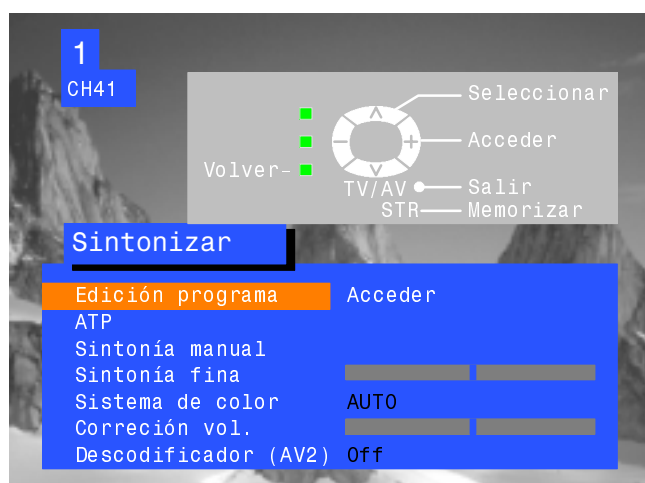 1
CH41
Seleccionar
Acceder
Volver
TV/AV Salir
STR Memorizar
Sintonizar
Edición programa Acceder
ATP
Sintonía manual
Sintonía fina
Sistema de color AUTO
Correción vol.
Descodificador (AV2) Off